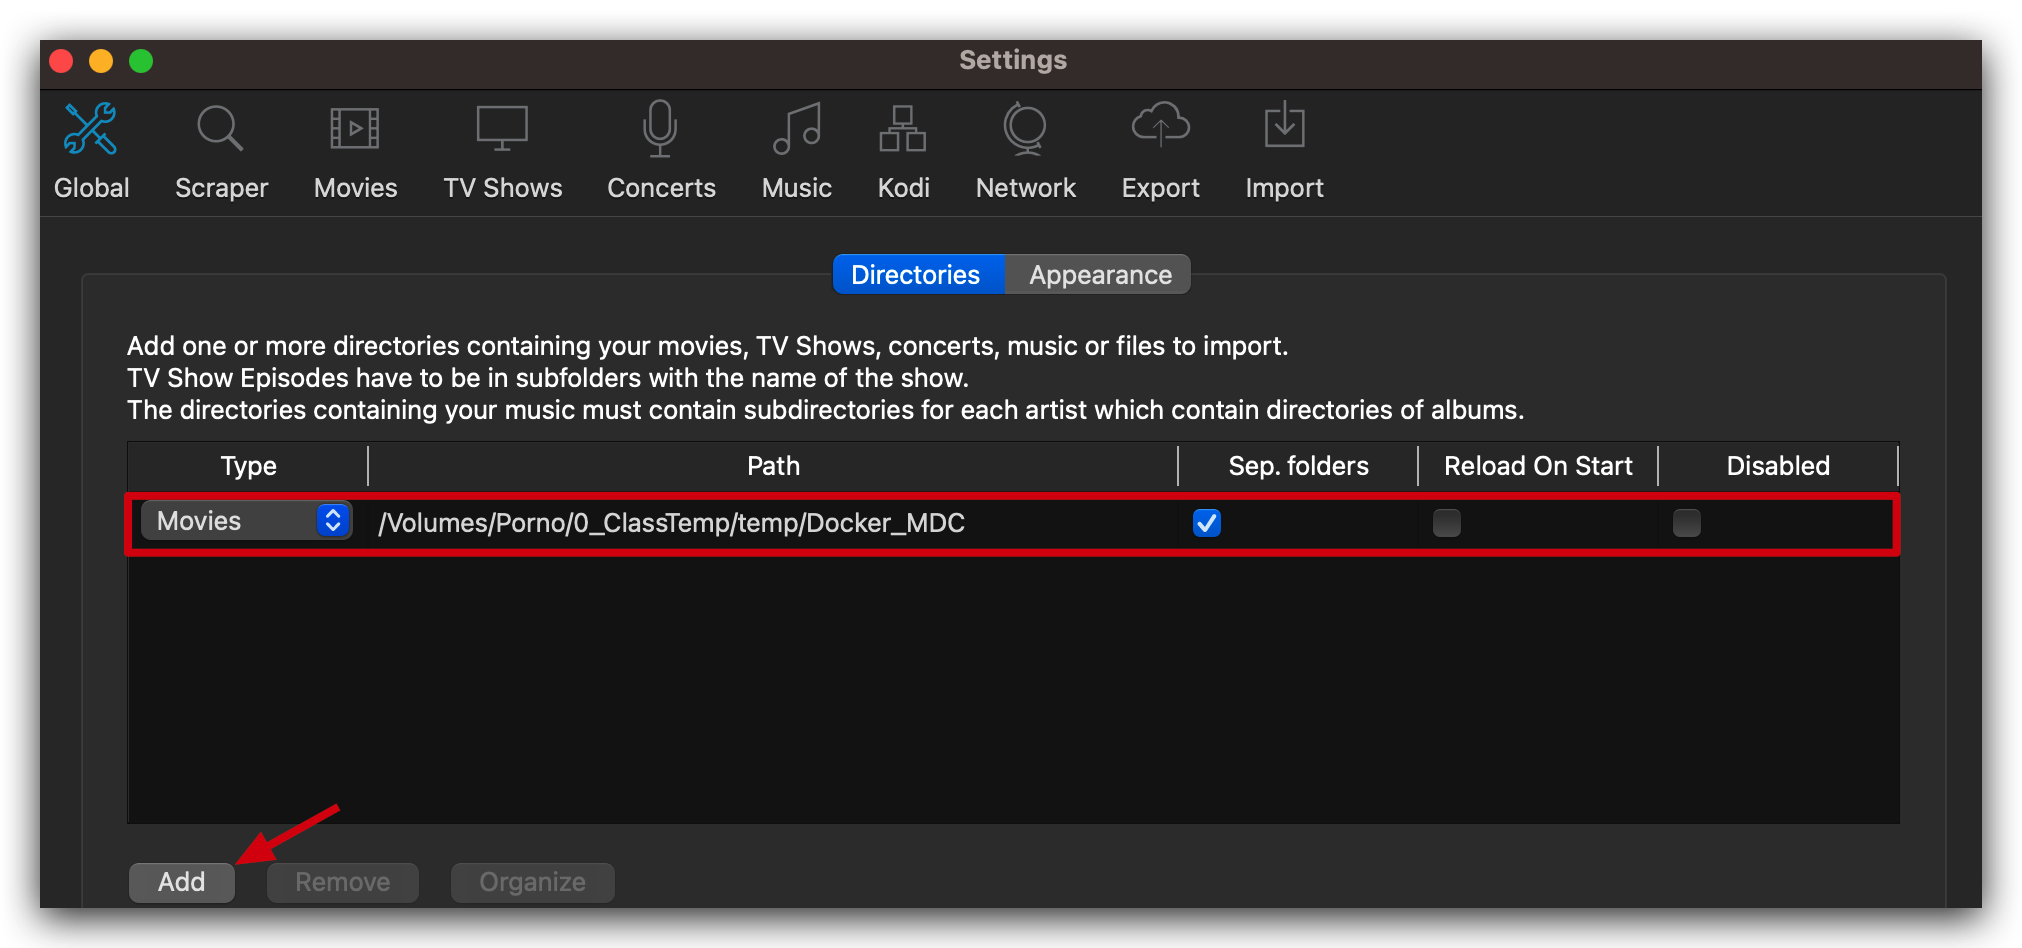 Settings
Global Scraper Movies TV Shows Concerts Music Kodi Network Export Import
Directories Appearance
Add one or more directories containing your movies, TV Shows, concerts, music or files to import.
TV Show Episodes have to be in subfolders with the name of the show.
The directories containing your music must contain subdirectories for each artist which contain directories of albums.
Type Path Sep. folders Reload On Start Disabled
Movies /Volumes/Porno/0_ClassTemp/temp/Docker_MDC
Add Remove Organize